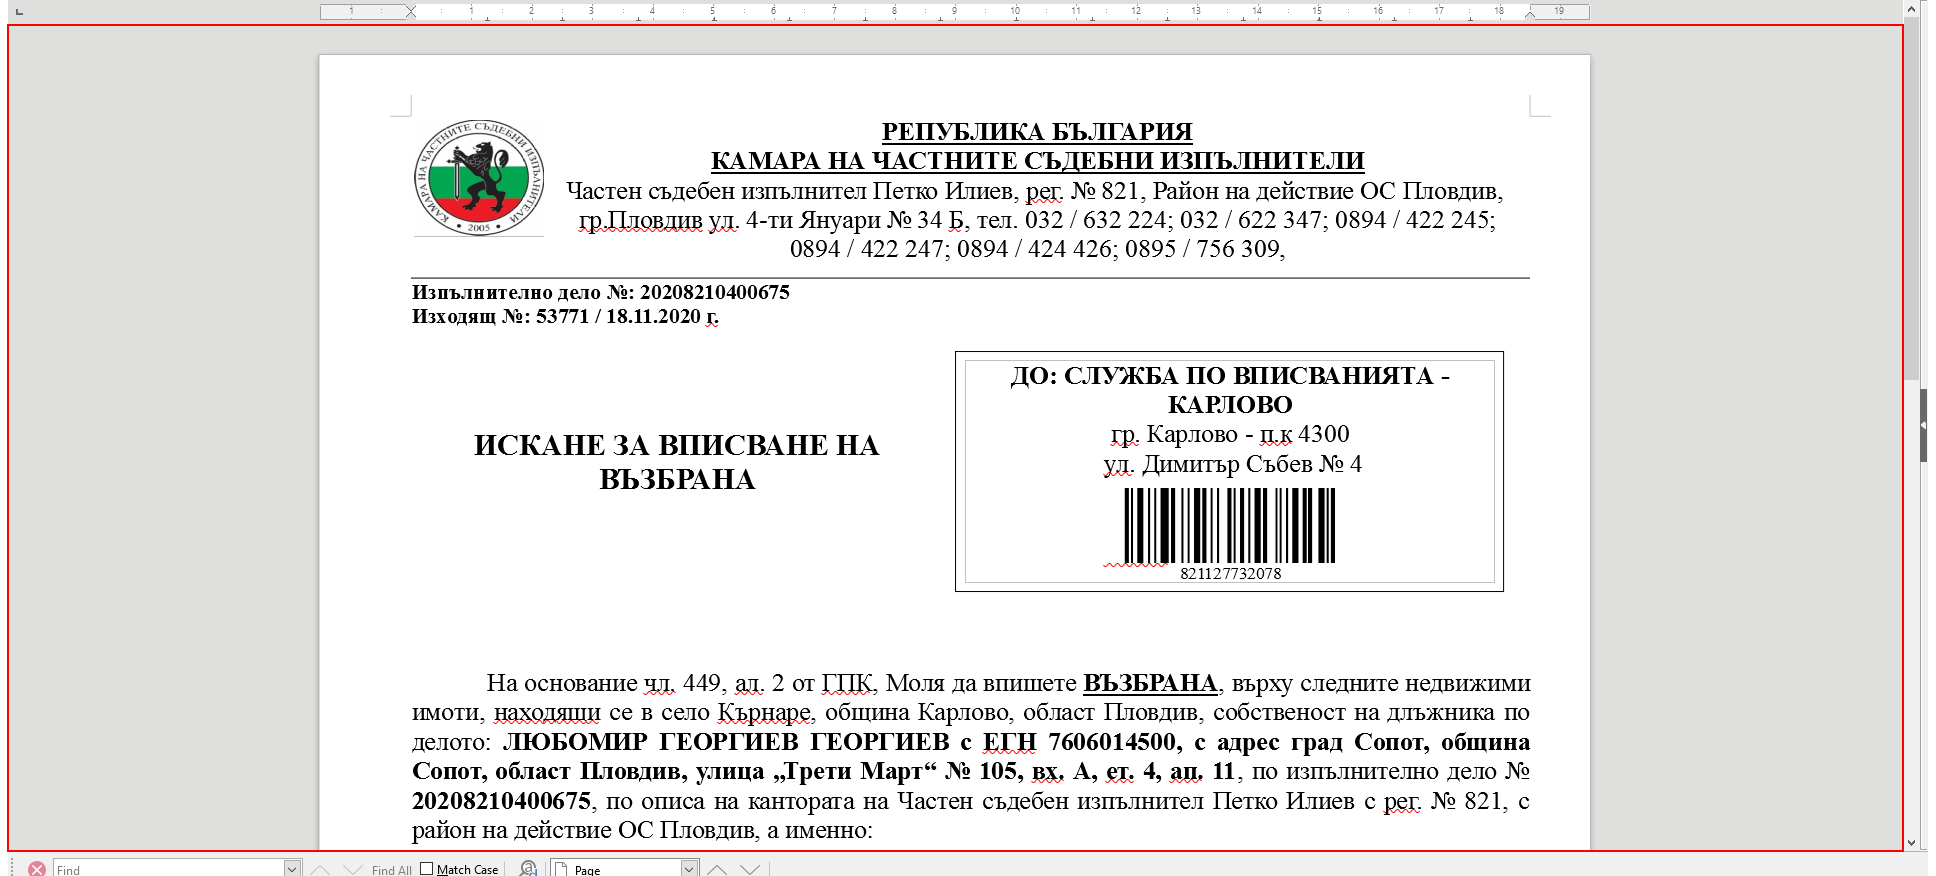 1 1 2 3 4 5 6 7 8 9 10 11 12 13 14 15 16 17 18 19
КАМАРА НА ЧАСТНИТЕ СЪДЕБНИ ИЗПЪЛНИТЕЛИ
• 2005 •
РЕПУБЛИКА БЪЛГАРИЯ
КАМАРА НА ЧАСТНИТЕ СЪДЕБНИ ИЗПЪЛНИТЕЛИ
Частен съдебен изпълнител Петко Илиев, рег. № 821, Район на действие ОС Пловдив,
гр.Пловдив ул. 4-ти Януари № 34 Б, тел. 032 / 632 224; 032 / 622 347; 0894 / 422 245;
0894 / 422 247; 0894 / 424 426; 0895 / 756 309,
Изпълнително дело №: 20208210400675
Изходящ №: 53771 / 18.11.2020 г.
ИСКАНЕ ЗА ВПИСВАНЕ НА
ВЪЗБРАНА
ДО: СЛУЖБА ПО ВПИСВАНИЯТА -
КАРЛОВО
гр. Карлово - п.к 4300
ул. Димитър Събев № 4
821127732078
На основание чл. 449, ал. 2 от ГПК, Моля да впишете ВЪЗБРАНА, върху следните недвижими
имоти, находящи се в село Кърнаре, община Карлово, област Пловдив, собственост на длъжника по
делото: ЛЮБОМИР ГЕОРГИЕВ ГЕОРГИЕВ с ЕГН 7606014500, с адрес град Сопот, община
Сопот, област Пловдив, улица „Трети Март“ № 105, вх. А, ет. 4, ап. 11, по изпълнително дело №
20208210400675, по описа на кантората на Частен съдебен изпълнител Петко Илиев с рег. № 821, с
район на действие ОС Пловдив, а именно:
Find Find All Match Case Page